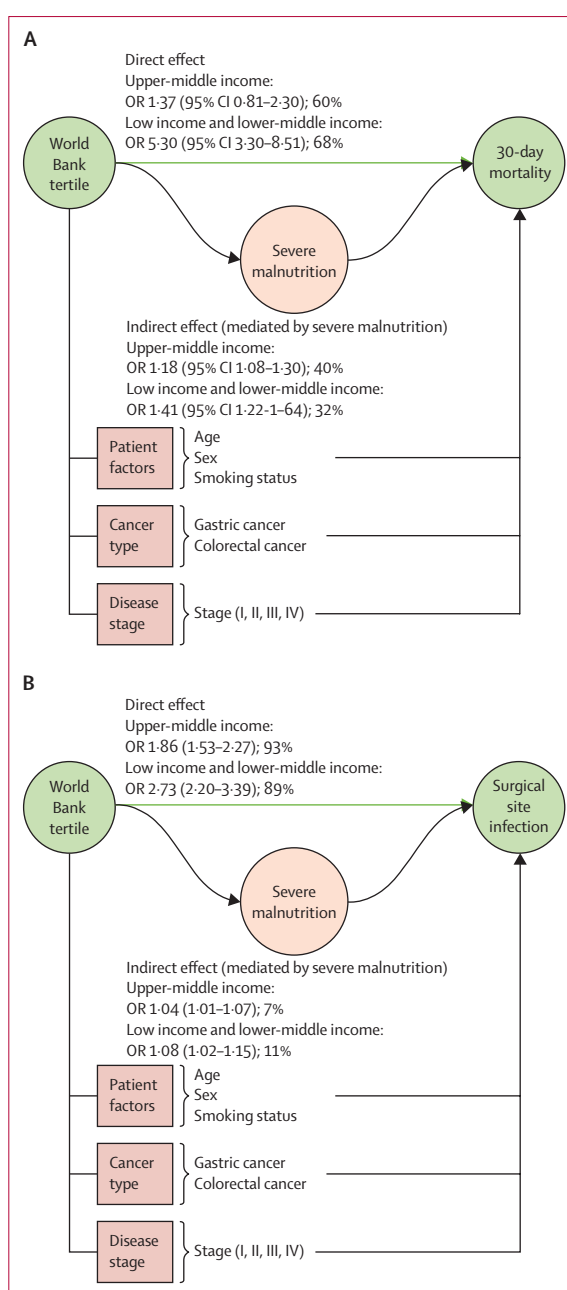 A
Direct effect
Upper-middle income:
OR 1·37 (95% CI 0·81–2·30); 60%
Low income and lower-middle income:
OR 5·30 (95% CI 3·30–8·51); 68%
World
Bank
tertile
30-day
mortality
Severe
malnutrition
Indirect effect (mediated by severe malnutrition)
Upper-middle income:
OR 1·18 (95% CI 1·08–1·30); 40%
Low income and lower-middle income:
OR 1·41 (95% CI 1·22-1–64); 32%
Patient
factors
Age
Sex
Smoking status
Cancer
type
Gastric cancer
Colorectal cancer
Disease
stage
Stage (I, II, III, IV)
B
Direct effect
Upper-middle income:
OR 1·86 (1·53–2·27); 93%
Low income and lower-middle income:
OR 2·73 (2·20–3·39); 89%
World
Bank
tertile
Surgical
site
infection
Severe
malnutrition
Indirect effect (mediated by severe malnutrition)
Upper-middle income:
OR 1·04 (1·01–1·07); 7%
Low income and lower-middle income:
OR 1·08 (1·02–1·15); 11%
Patient
factors
Age
Sex
Smoking status
Cancer
type
Gastric cancer
Colorectal cancer
Disease
stage
Stage (I, II, III, IV)